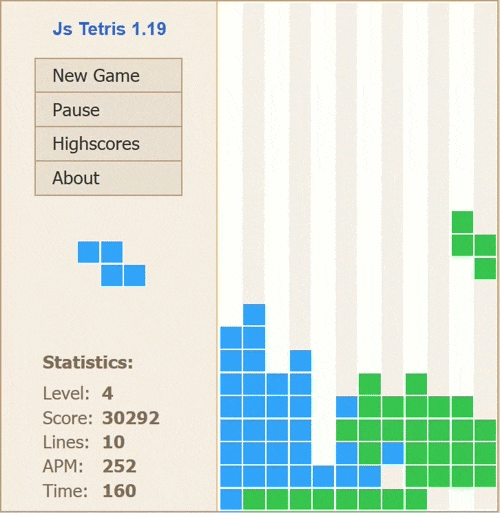 Js Tetris 1.19
New Game
Pause
Highscores
About
Statistics:
Level: 4
Score: 30292
Lines: 10
APM: 252
Time: 160